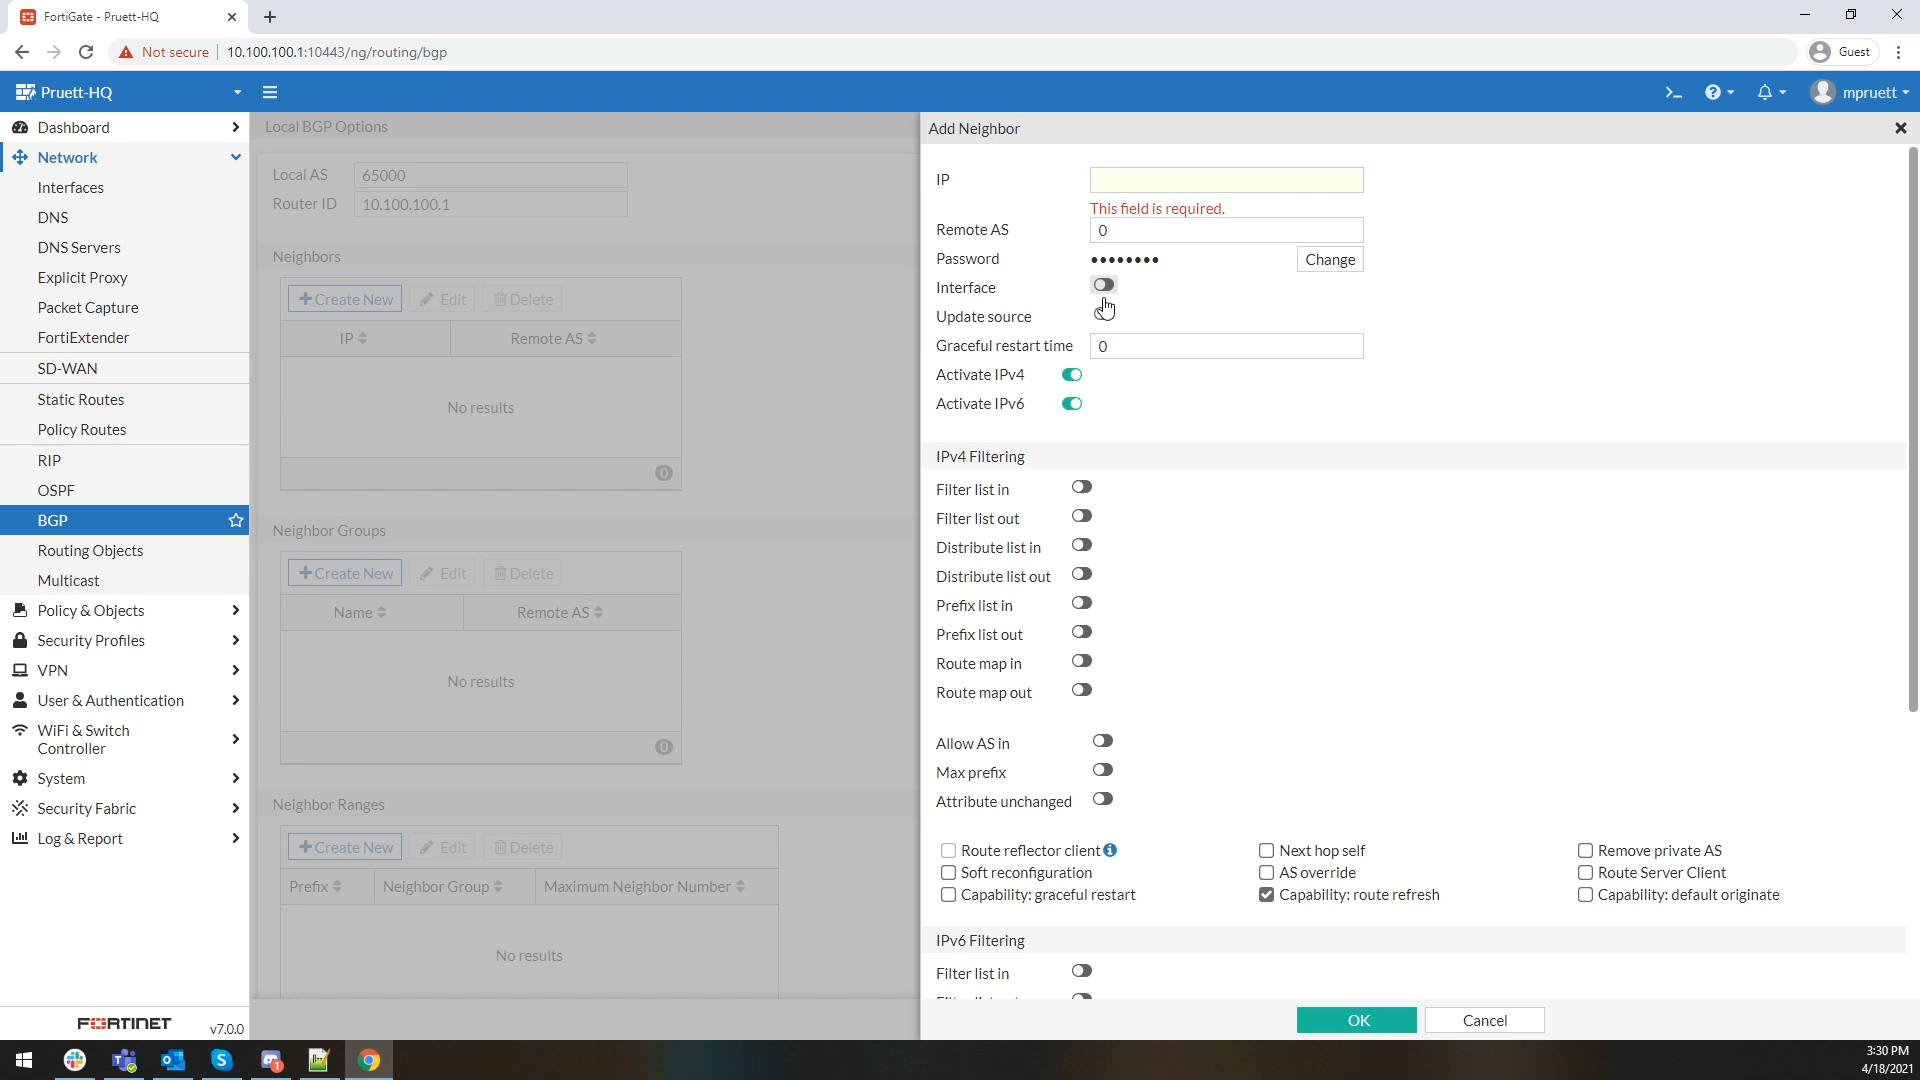 FortiGate - Pruett-HQ
Not secure
10.100.100.1:10443/ng/routing/bgp
Guest
Pruett-HQ
>_
mpruett
Dashboard
Network
Interfaces
DNS
DNS Servers
Explicit Proxy
Packet Capture
FortiExtender
SD-WAN
Static Routes
Policy Routes
RIP
OSPF
BGP
Routing Objects
Multicast
Policy & Objects
Security Profiles
VPN
User & Authentication
WiFi & Switch
Controller
System
Security Fabric
Log & Report
FORTINET
v7.0.0
Local BGP Options
Local AS 65000
Router ID 10.100.100.1
Neighbors
+Create New Edit Delete
IP Remote AS
No results
0
Neighbor Groups
+Create New Edit Delete
Name Remote AS
No results
0
Neighbor Ranges
+Create New Edit Delete
Prefix Neighbor Group Maximum Neighbor Number
No results
Add Neighbor
IP
This field is required.
Remote AS 0
Password •••••••• Change
Interface
Update source
Graceful restart time 0
Activate IPv4
Activate IPv6
IPv4 Filtering
Filter list in
Filter list out
Distribute list in
Distribute list out
Prefix list in
Prefix list out
Route map in
Route map out
Allow AS in
Max prefix
Attribute unchanged
Route reflector client Next hop self Remove private AS
Soft reconfiguration AS override Route Server Client
Capability: graceful restart Capability: route refresh Capability: default originate
IPv6 Filtering
Filter list in
OK Cancel
3:30 PM
4/18/2021